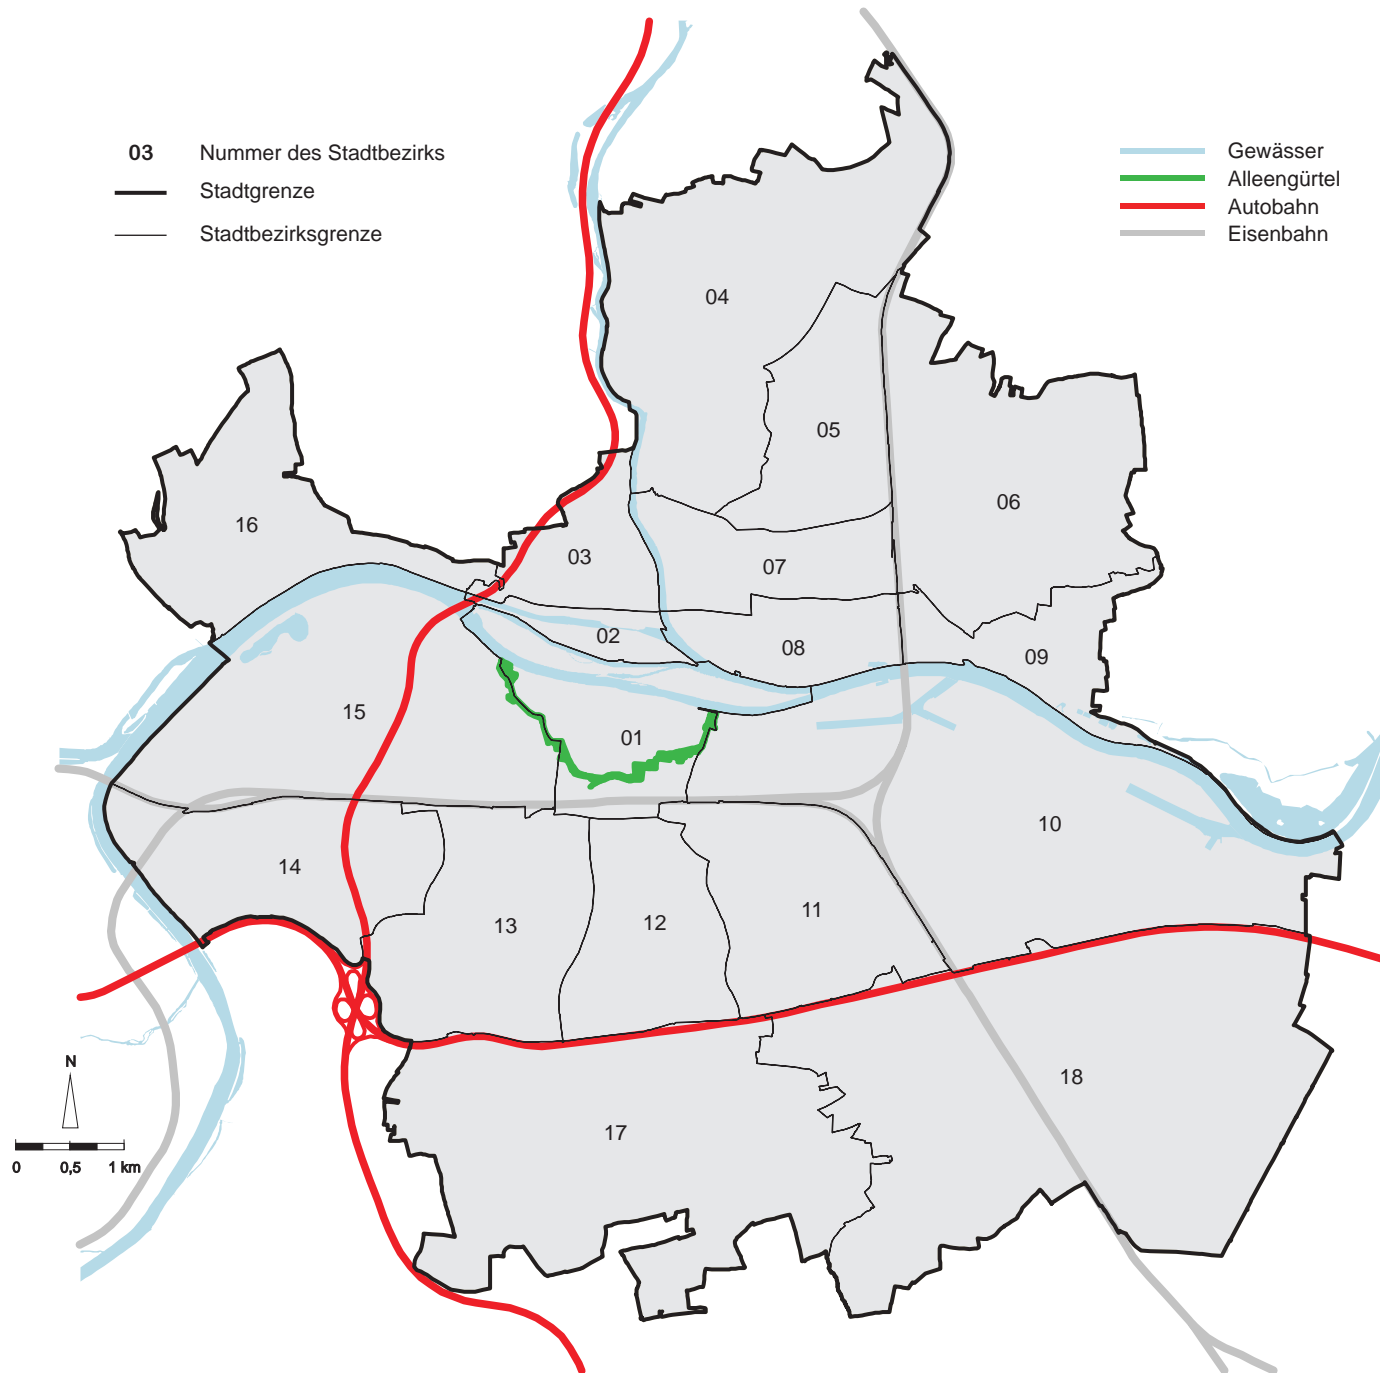 03 Nummer des Stadtbezirks
Stadtgrenze
Stadtbezirksgrenze
Gewässer
Alleengürtel
Autobahn
Eisenbahn
04
05
06
16
03
07
02
08
09
15
01
10
14
13
12
11
18
17
N
0 0,5 1 km